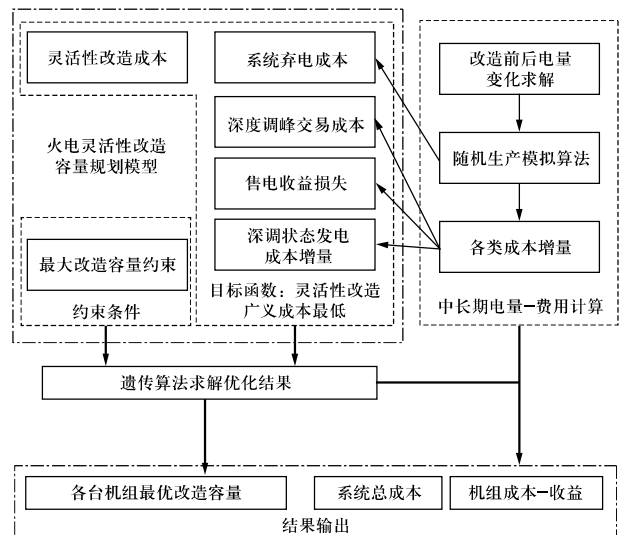 灵活性改造成本
火电灵活性改造
容量规划模型
最大改造容量约束
约束条件
系统弃电成本
深度调峰交易成本
售电收益损失
深调状态发电
成本增量
目标函数：灵活性改造
广义成本最低
改造前后电量
变化求解
随机生产模拟算法
各类成本增量
中长期电量—费用计算
遗传算法求解优化结果
各台机组最优改造容量
系统总成本
机组成本—收益
结果输出